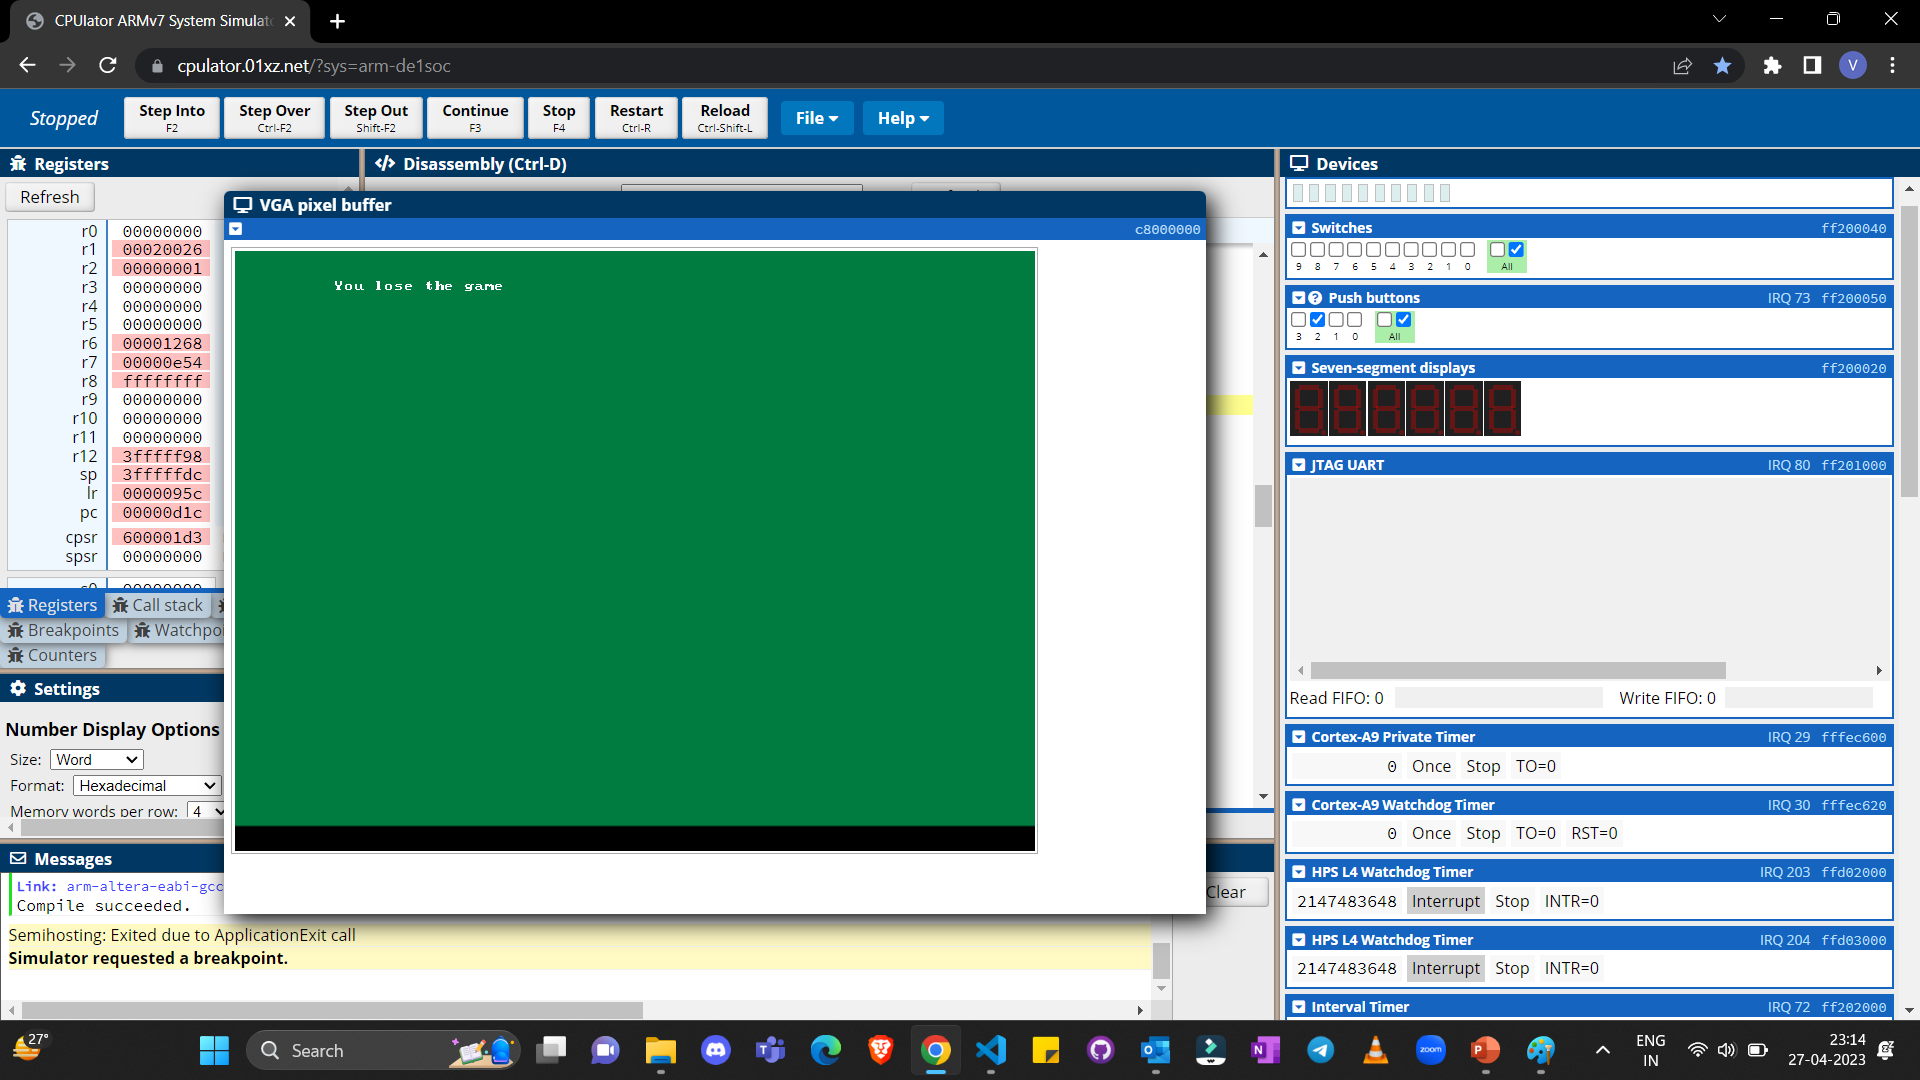 CPUlator ARMv7 System Simulat
cpulator.01xz.net/?sys=arm-de1soc
V
Stopped
Step Into
F2
Step Over
Ctrl-F2
Step Out
Shift-F2
Continue
F3
Stop
F4
Restart
Ctrl-R
Reload
Ctrl-Shift-L
File
Help
Registers
Refresh
r0 00000000
r1 00020026
r2 00000001
r3 00000000
r4 00000000
r5 00000000
r6 00001268
r7 00000e54
r8 ffffffff
r9 00000000
r10 00000000
r11 00000000
r12 3fffff98
sp 3fffffdc
lr 0000095c
pc 00000d1c
cpsr 600001d3
spsr 00000000
Registers
Call stack
Breakpoints
Watchpo
Counters
Settings
Number Display Options
Size: Word
Format: Hexadecimal
Memory words per row: 4
Messages
Link: arm-altera-eabi-gcc
Compile succeeded.
Semihosting: Exited due to ApplicationExit call
Simulator requested a breakpoint.
Disassembly (Ctrl-D)
VGA pixel buffer
c8000000
You lose the game
Clear
Devices
Switches ff200040
9 8 7 6 5 4 3 2 1 0 All
Push buttons IRQ 73 ff200050
3 2 1 0 All
Seven-segment displays ff200020
JTAG UART IRQ 80 ff201000
Read FIFO: 0
Write FIFO: 0
Cortex-A9 Private Timer IRQ 29 fffec600
0 Once Stop TO=0
Cortex-A9 Watchdog Timer IRQ 30 fffec620
0 Once Stop TO=0 RST=0
HPS L4 Watchdog Timer IRQ 203 ffd02000
2147483648 Interrupt Stop INTR=0
HPS L4 Watchdog Timer IRQ 204 ffd03000
2147483648 Interrupt Stop INTR=0
Interval Timer IRQ 72 ff202000
27°
Search
zoom
ENG
IN
23:14
27-04-2023